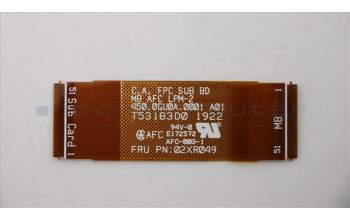 C.A. FPC SUB BD
MB AFC LPM-2
450.0GU0A.0001 A01
T53183D0 1922
94V-0
AFC E172572
AFC-003-1
FRU PN:02XR049
51 Sub Card 1
51 MB 1